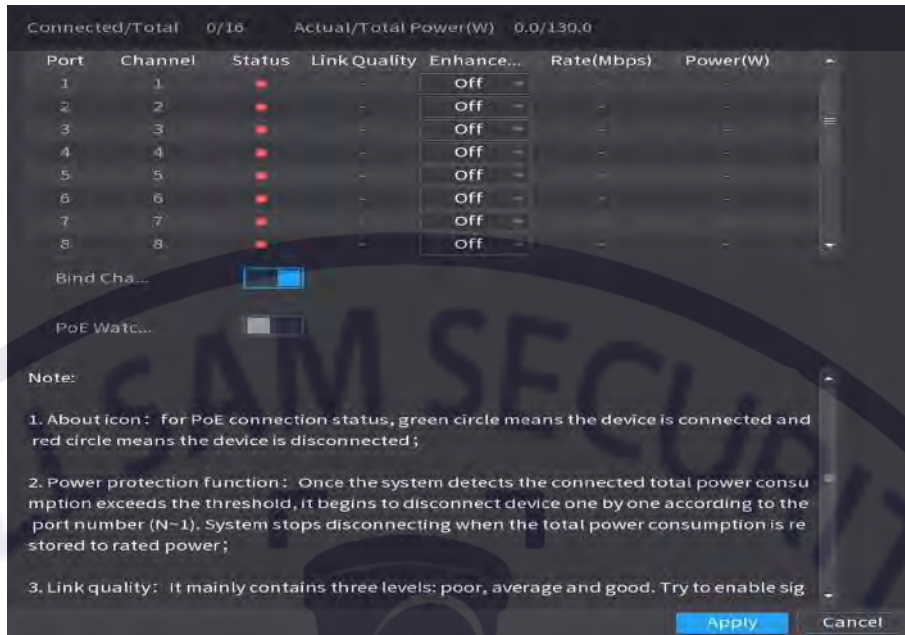 Connected/Total 0/16 Actual/Total Power(W) 0.0/130.0
Port Channel Status Link Quality Enhance... Rate(Mbps) Power(W)
1 1 - Off - -
2 2 - Off - -
3 3 - Off - -
4 4 - Off - -
5 5 - Off - -
6 6 - Off - -
7 7 - Off - -
8 8 - Off - -
Bind Cha...
PoE Watc...
Note:
1. About icon: for PoE connection status, green circle means the device is connected and
red circle means the device is disconnected;
2. Power protection function: Once the system detects the connected total power consu
mption exceeds the threshold, it begins to disconnect device one by one according to the
port number (N~1). System stops disconnecting when the total power consumption is re
stored to rated power;
3. Link quality: It mainly contains three levels: poor, average and good. Try to enable sig
Apply Cancel
SAM SECURITY